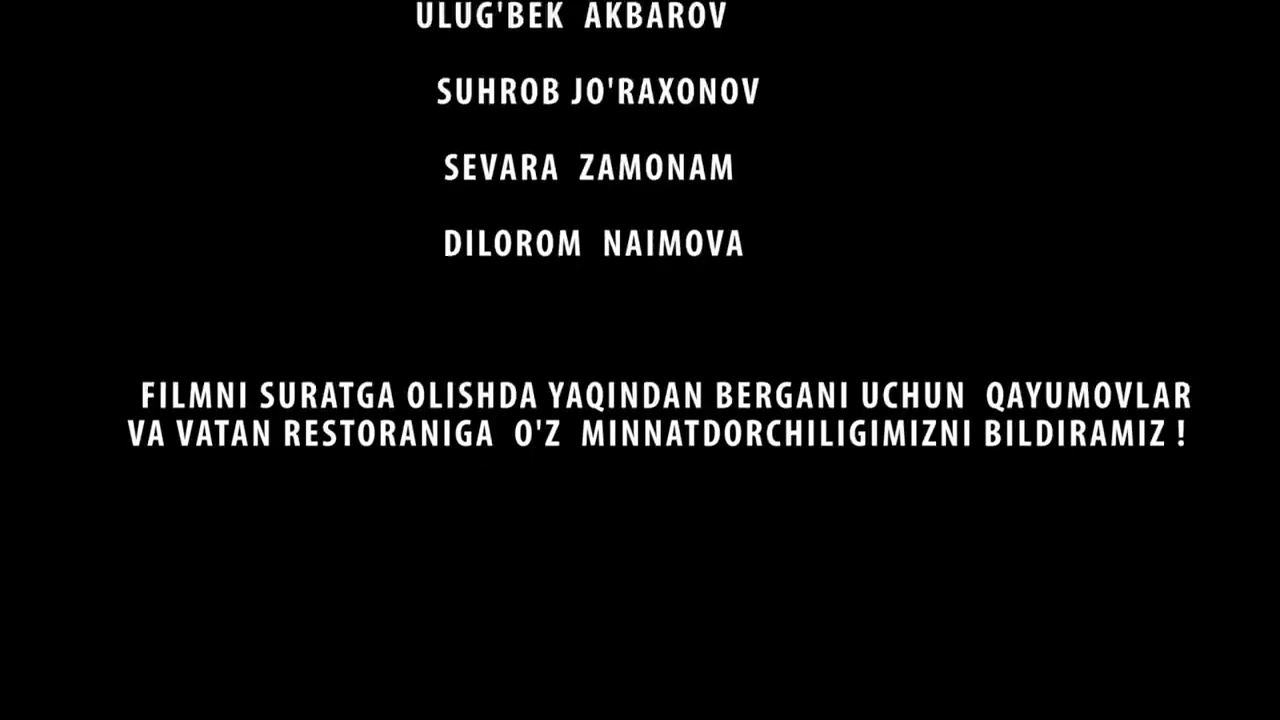 ULUG'BEK AKBAROV
SUHROB JO'RAXONOV
SEVARA ZAMONAM
DILOROM NAIMOVA
FILMNI SURATGA OLISHDA YAQINDAN BERGANI UCHUN QAYUMOVLAR
VA VATAN RESTORANIGA O'Z MINNATDORCHILIGIMIZNI BILDIRAMIZ !